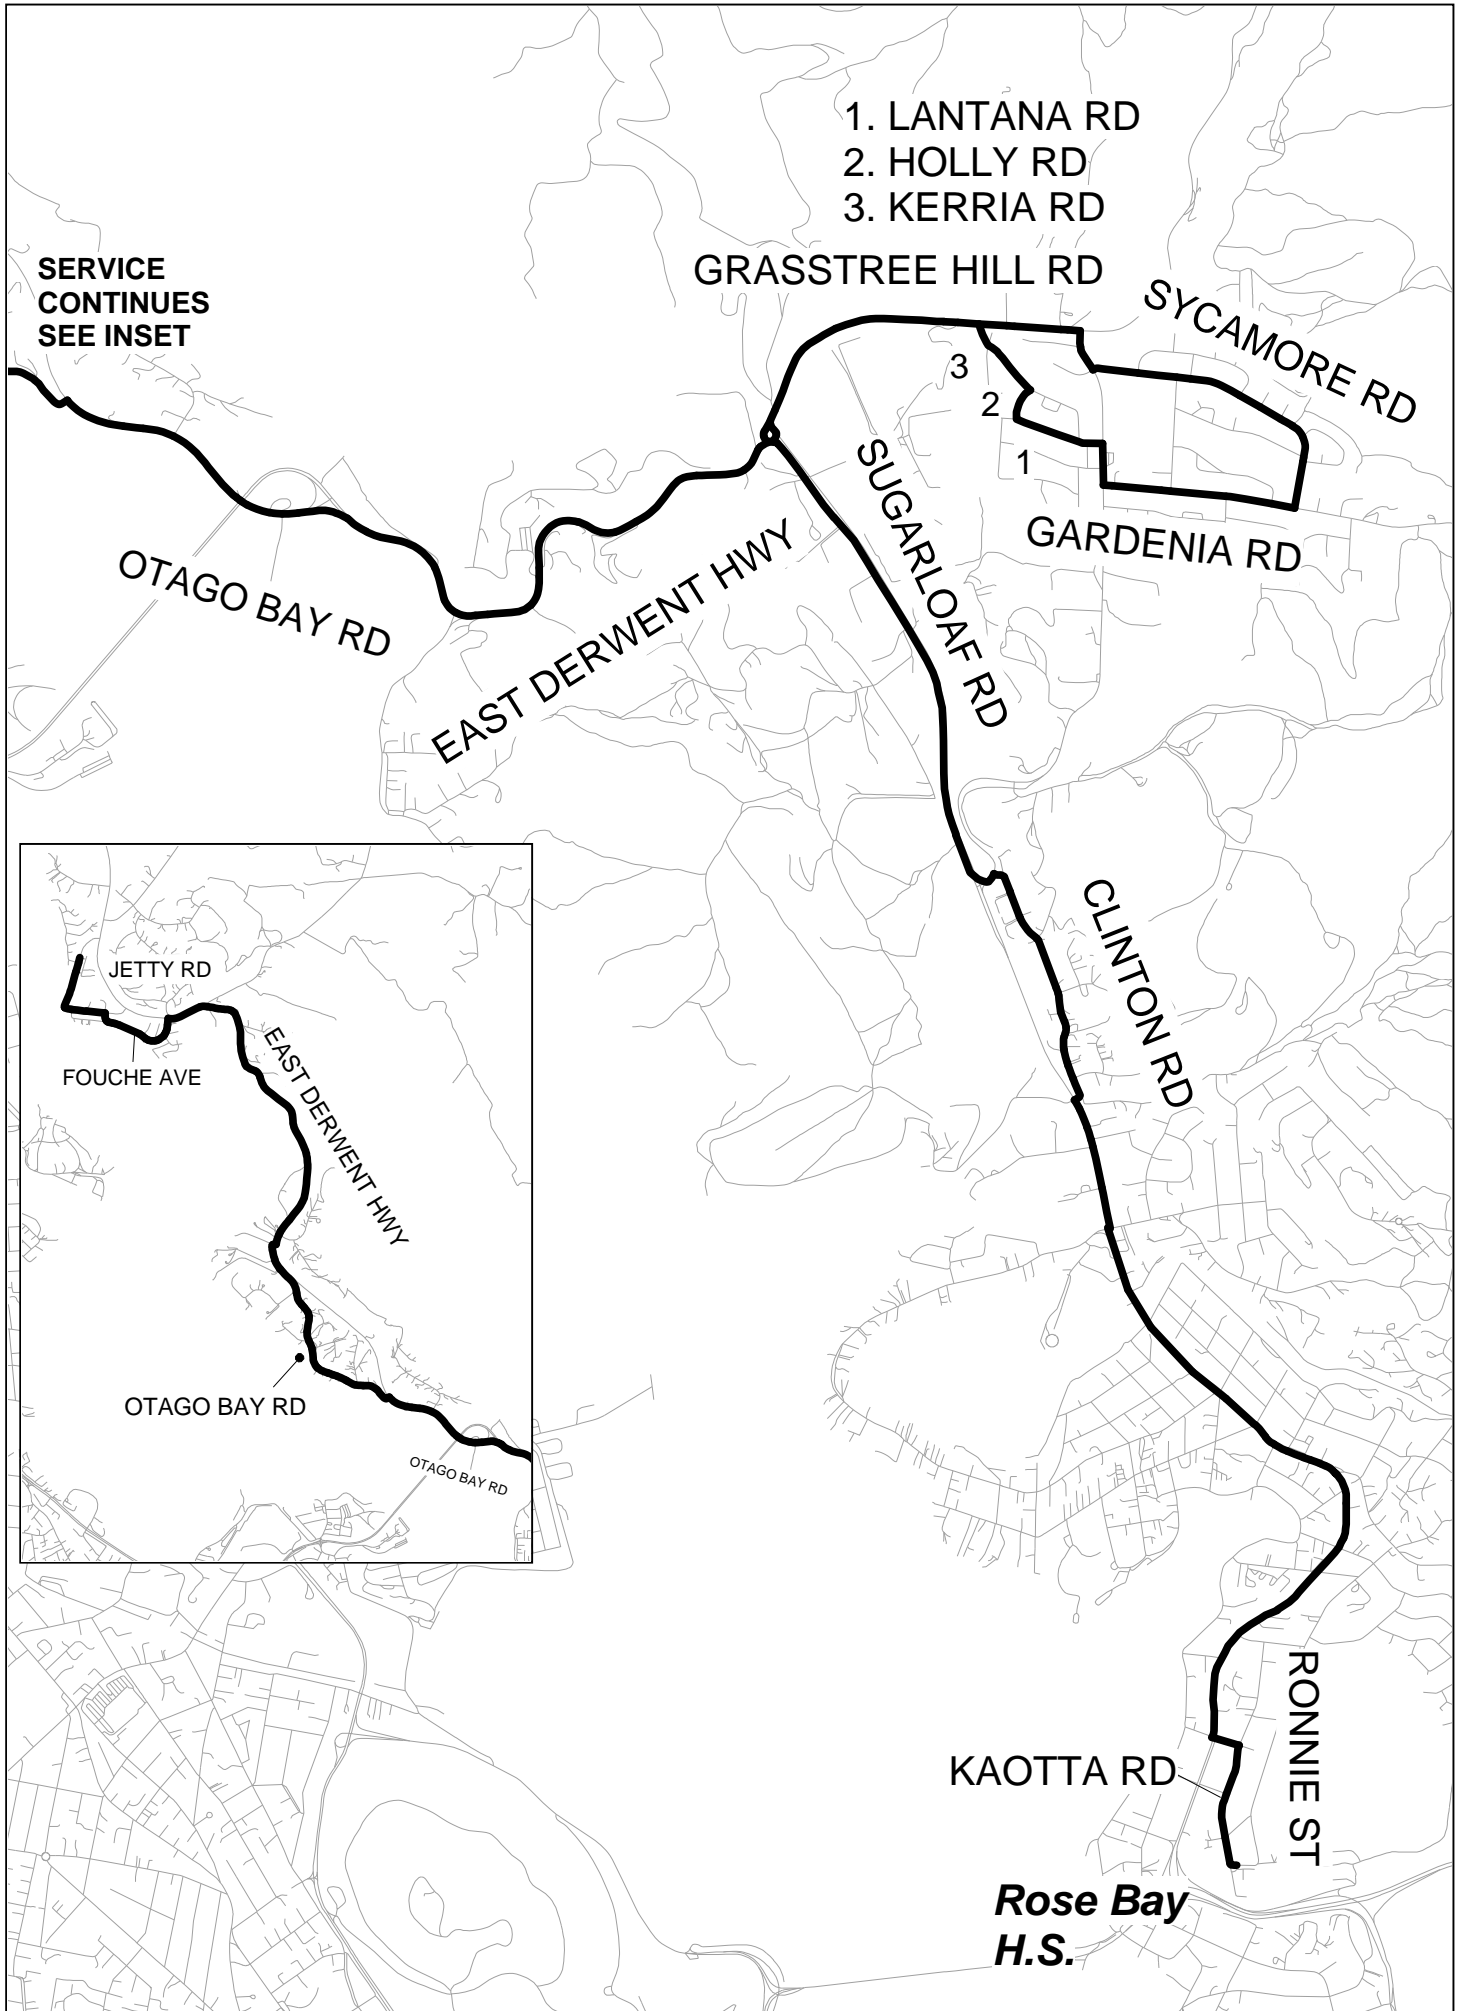 1. LANTANA RD
2. HOLLY RD
3. KERRIA RD
GRASSTREE HILL RD
SYCAMORE RD
SERVICE
CONTINUES
SEE INSET
3
2
1
SUGARLOAF RD
GARDENIA RD
OTAGO BAY RD
EAST DERWENT HWY
CLINTON RD
JETTY RD
FOUCHE AVE
EAST DERWENT HWY
OTAGO BAY RD
OTAGO BAY RD
RONNIE ST
KAOTTA RD
Rose Bay
H.S.